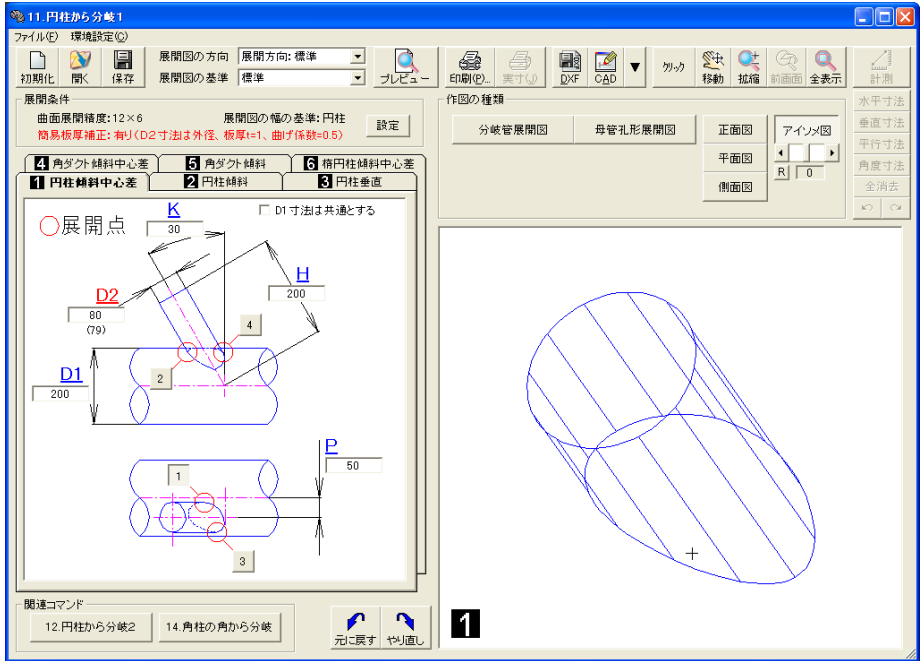 11.円柱から分岐1
ファイル(F) 環境設定(C)
初期化 開く 保存
展開図の方向 展開方向:標準
展開図の基準 標準
プレビュー 印刷(P)... 実寸(J) DXF CAD ▼ クリック 移動 拡縮 前画面 全表示 計測
展開条件
曲面展開精度:12×6 展開図の幅の基準:円柱
簡易板厚補正: 有り(D2寸法は外径、板厚t=1、曲げ係数=0.5)
設定
作図の種類
分岐管展開図 母管孔形展開図 正面図 アイソメ図
平面図
側面図
R 0
水平寸法
垂直寸法
平行寸法
角度寸法
全消去
4 角ダクト傾斜中心差 5 角ダクト傾斜 6 楕円柱傾斜中心差
1 円柱傾斜中心差 2 円柱傾斜 3 円柱垂直
○展開点
K
30
D1寸法は共通とする
H
200
D2
80
(79)
4
2
D1
200
P
50
1
3
関連コマンド
12.円柱から分岐2 14.角柱の角から分岐
元に戻す やり直し
1